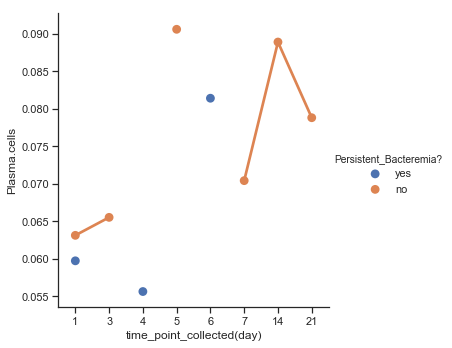 0.090
0.085
0.080
0.075
0.070
0.065
0.060
0.055
Plasma.cells
1 3 4 5 6 7 14 21
time_point_collected(day)
Persistent_Bacteremia?
yes
no